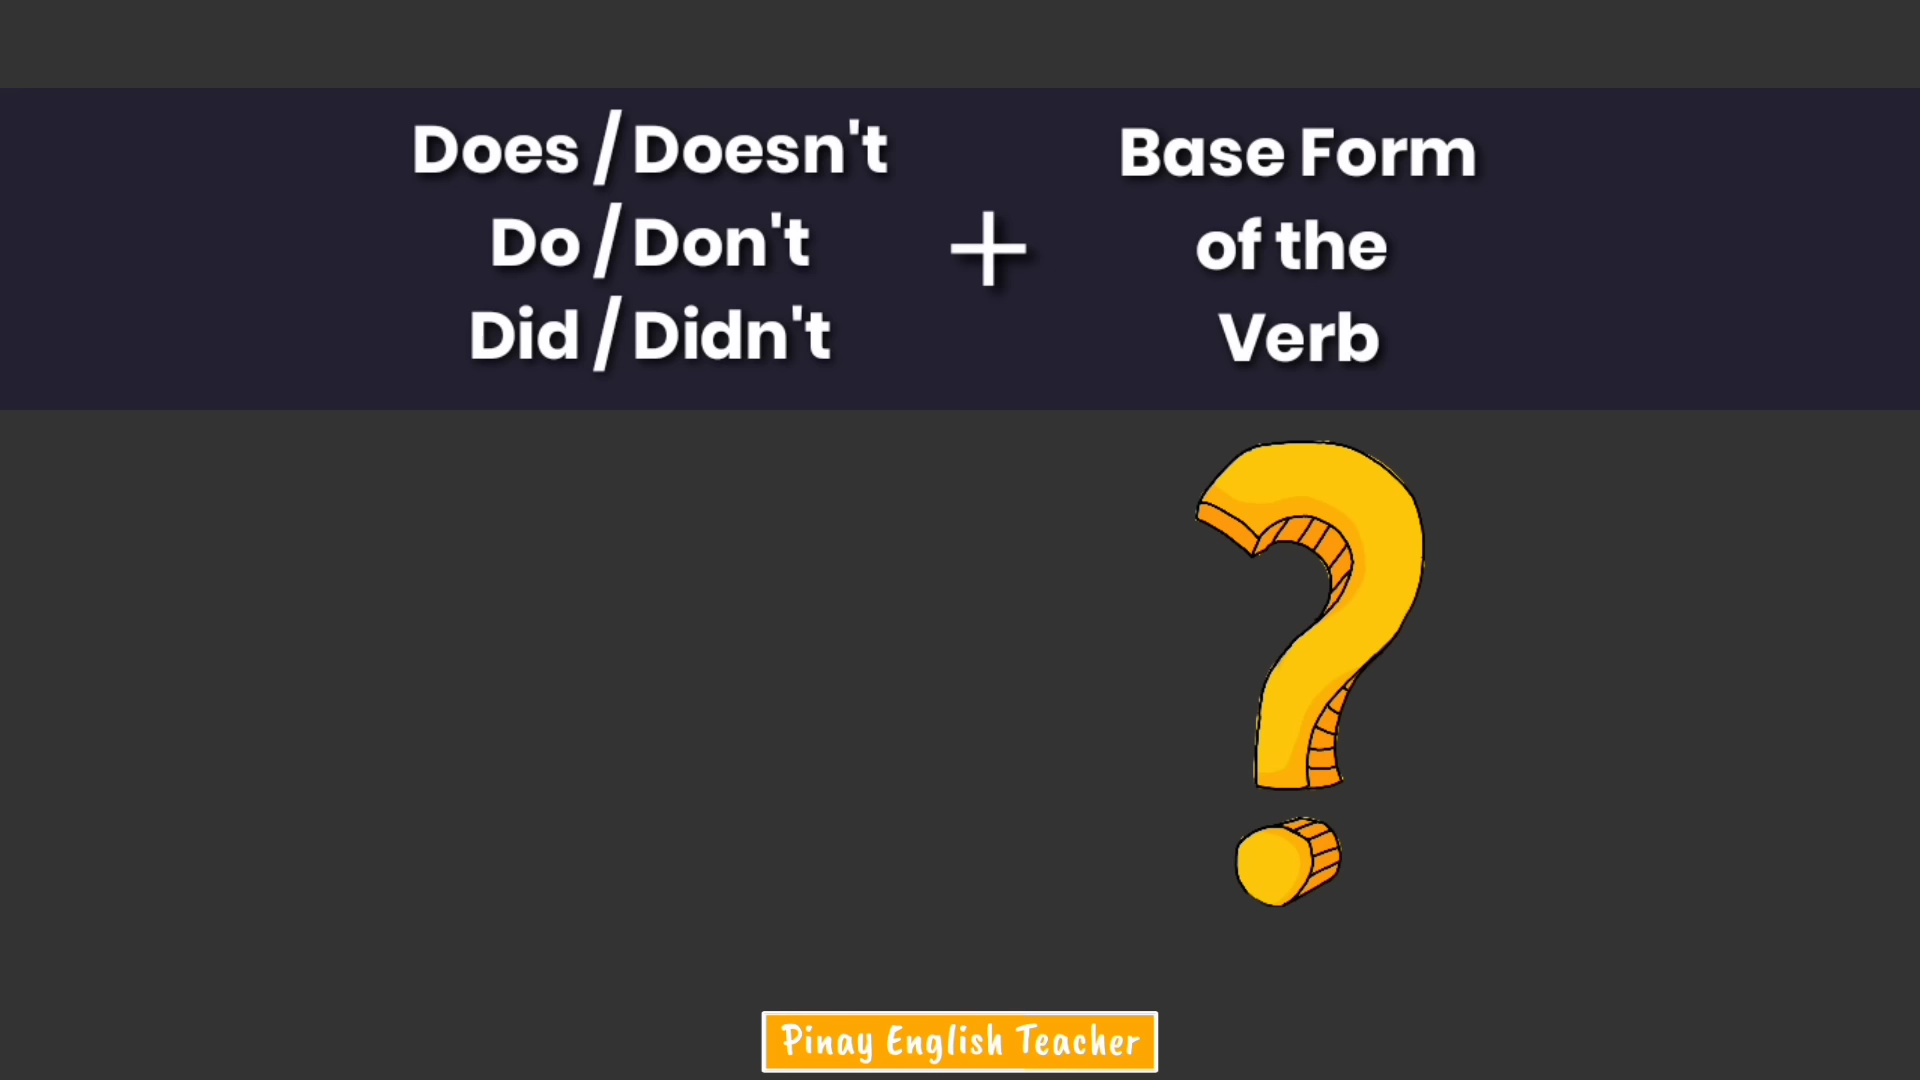 Does / Doesn't
Do / Don't
Did / Didn't
+
Base Form
of the
Verb
?
Pinay English Teacher